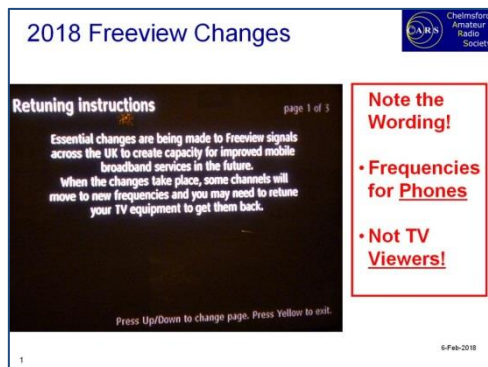 2018 Freeview Changes
Chelmsford
Amateur
Radio
Society
CARS
Retuning instructions
page 1 of 3
Essential changes are being made to Freeview signals
across the UK to create capacity for improved mobile
broadband services in the future.
When the changes take place, some channels will
move to new frequencies and you may need to retune
your TV equipment to get them back.
Press Up/Down to change page. Press Yellow to exit.
Note the
Wording!
• Frequencies
for Phones
• Not TV
Viewers!
6-Feb-2018
1